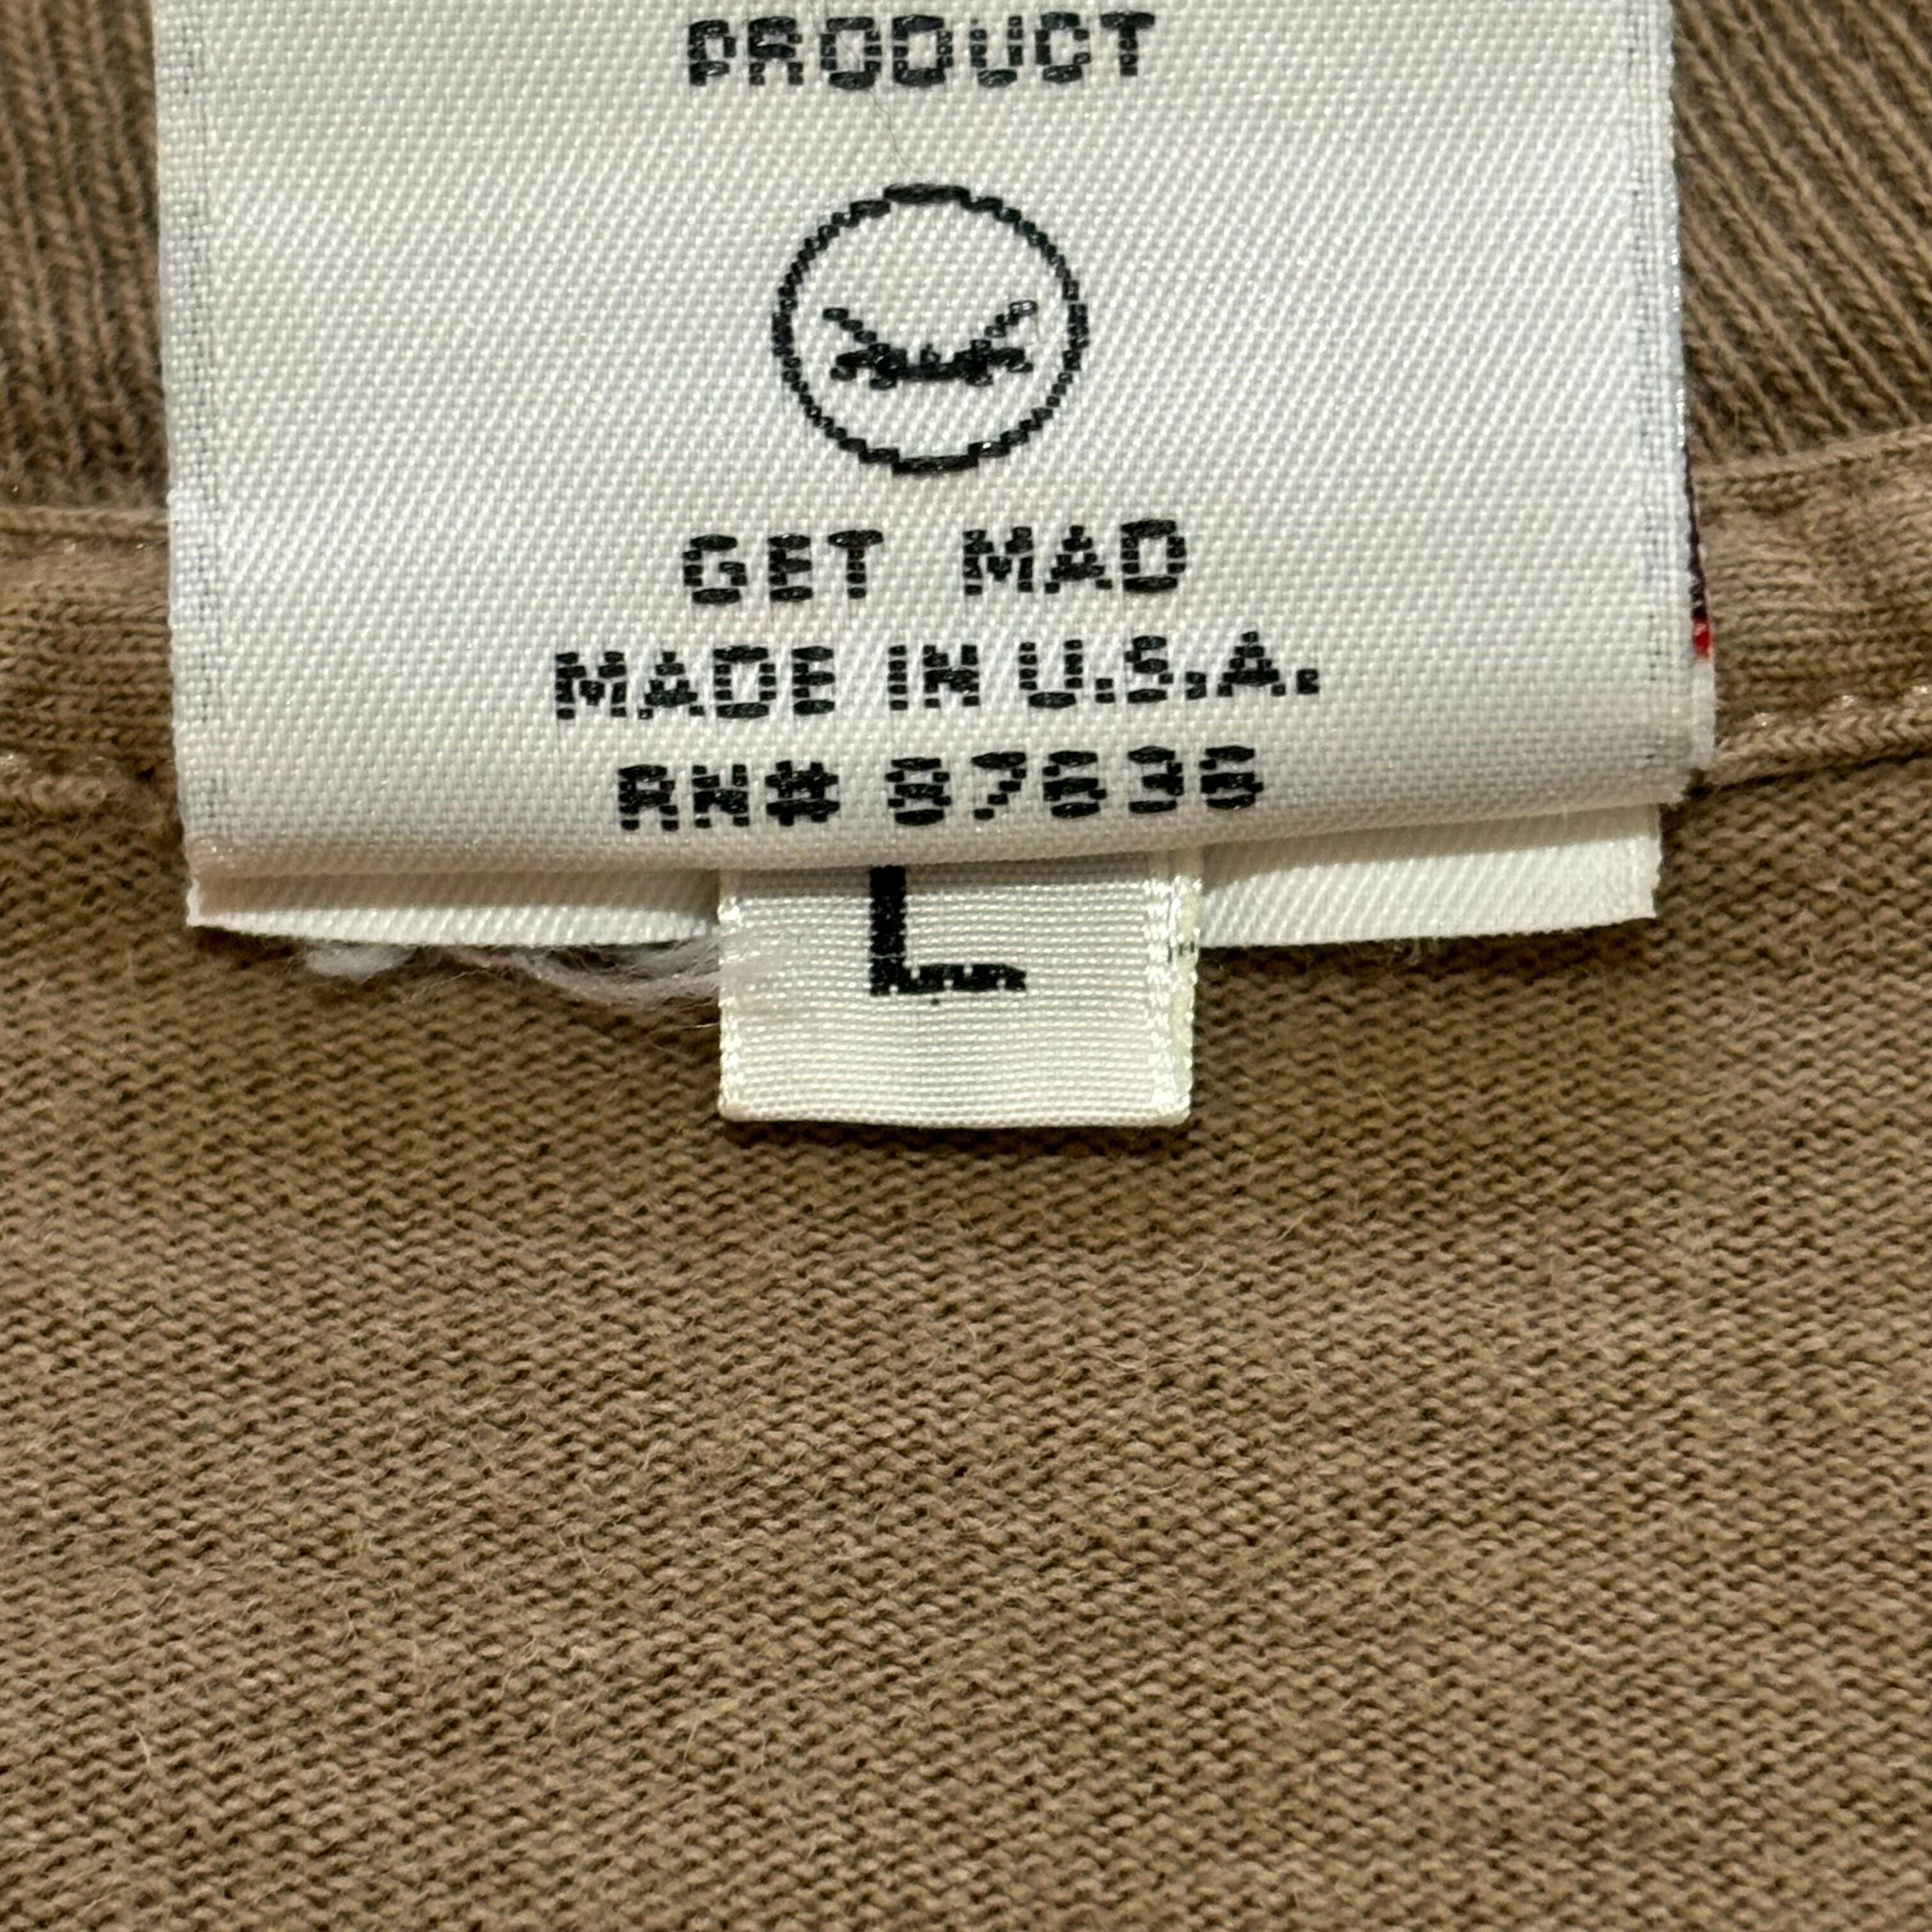 PRODUCT
GET MAD
MADE IN U.S.A.
RN# 87636
L